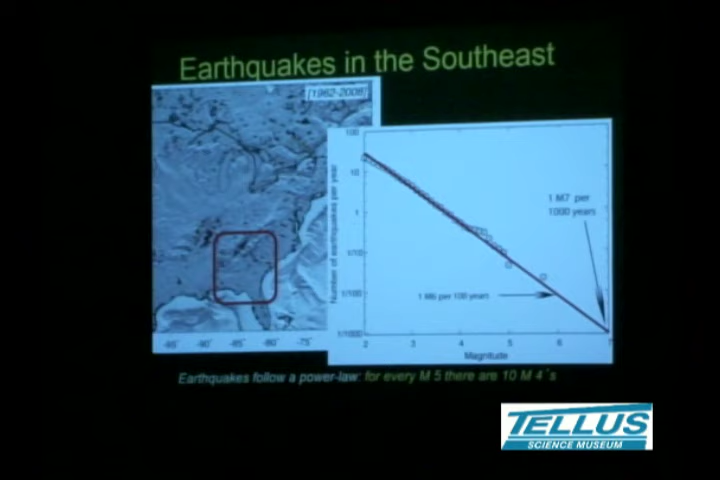 Earthquakes in the Southeast
[1962-2008]
100
10
1
1/10
1/100
1/1000
Number of earthquakes per year
1 M7 per
1000 years
1 M6 per 100 years
2 3 4 5 6 7
Magnitude
-90° -85° -80° -75°
Earthquakes follow a power-law: for every M 5 there are 10 M 4´s
TELLUS
SCIENCE MUSEUM